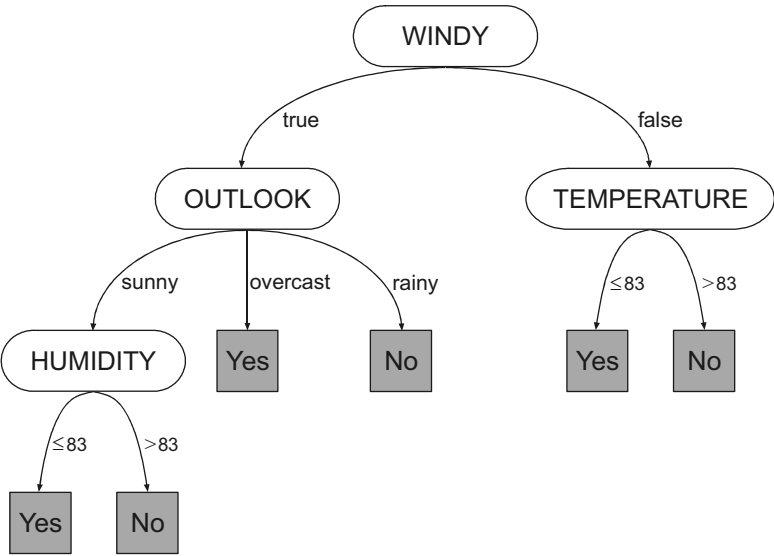 WINDY
true
false
OUTLOOK
TEMPERATURE
sunny
overcast
rainy
≤83
>83
HUMIDITY
Yes
No
Yes
No
≤83
>83
Yes
No